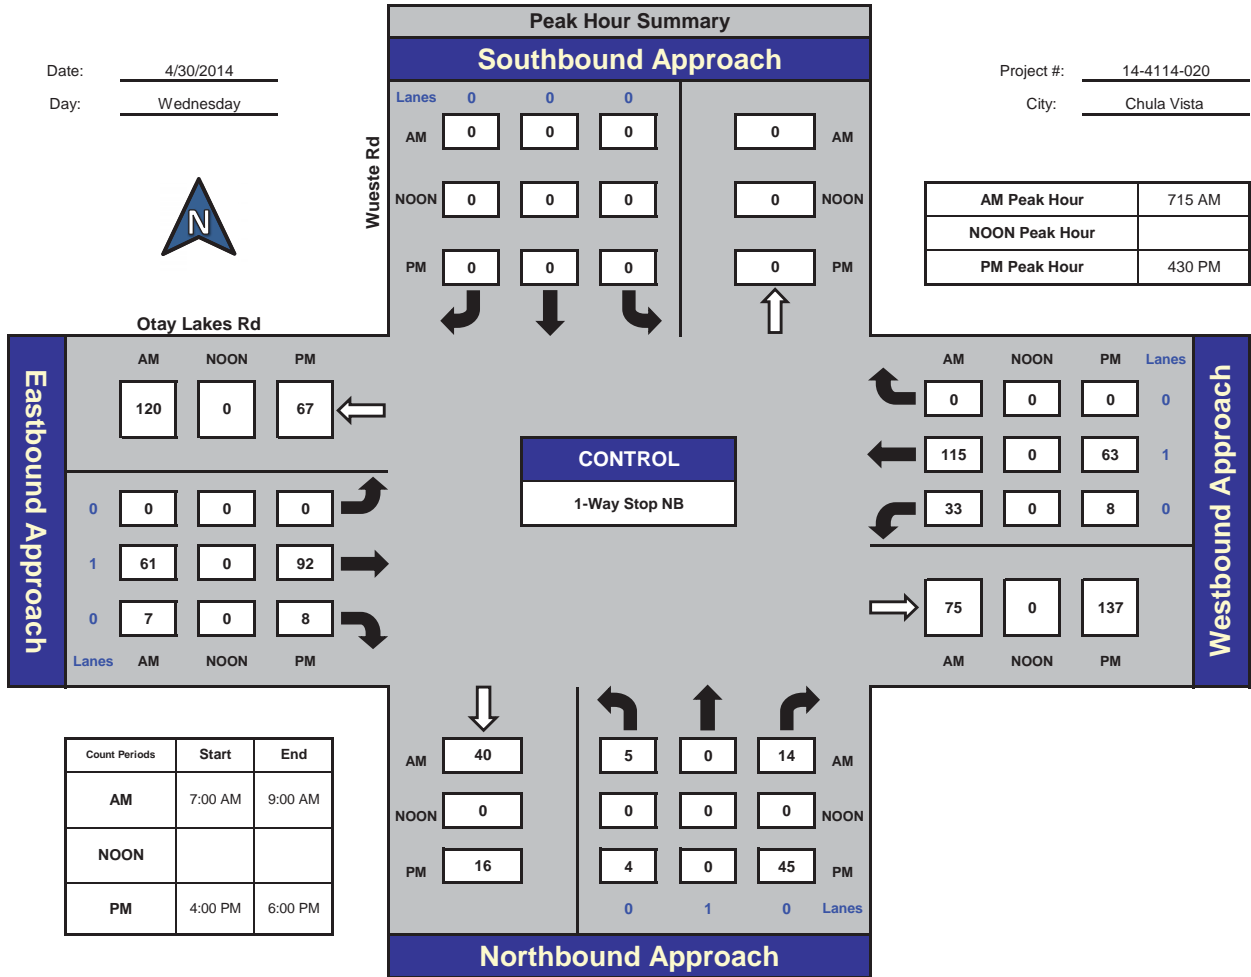 Peak Hour Summary
Southbound Approach
Date: 4/30/2014
Day: Wednesday
Project #: 14-4114-020
City: Chula Vista
Wueste Rd
Lanes 0 0 0
AM 0 0 0 0 AM
NOON 0 0 0 0 NOON
PM 0 0 0 0 PM
N
AM Peak Hour 715 AM
NOON Peak Hour
PM Peak Hour 430 PM
Otay Lakes Rd
Eastbound Approach
AM NOON PM
120 0 67
0 0 0 0
1 61 0 92
0 7 0 8
Lanes AM NOON PM
CONTROL
1-Way Stop NB
AM NOON PM Lanes
0 0 0 0
115 0 63 1
33 0 8 0
75 0 137
AM NOON PM
Westbound Approach
Count Periods Start End
AM 7:00 AM 9:00 AM
NOON
PM 4:00 PM 6:00 PM
AM 40 5 0 14 AM
NOON 0 0 0 0 NOON
PM 16 4 0 45 PM
0 1 0 Lanes
Northbound Approach